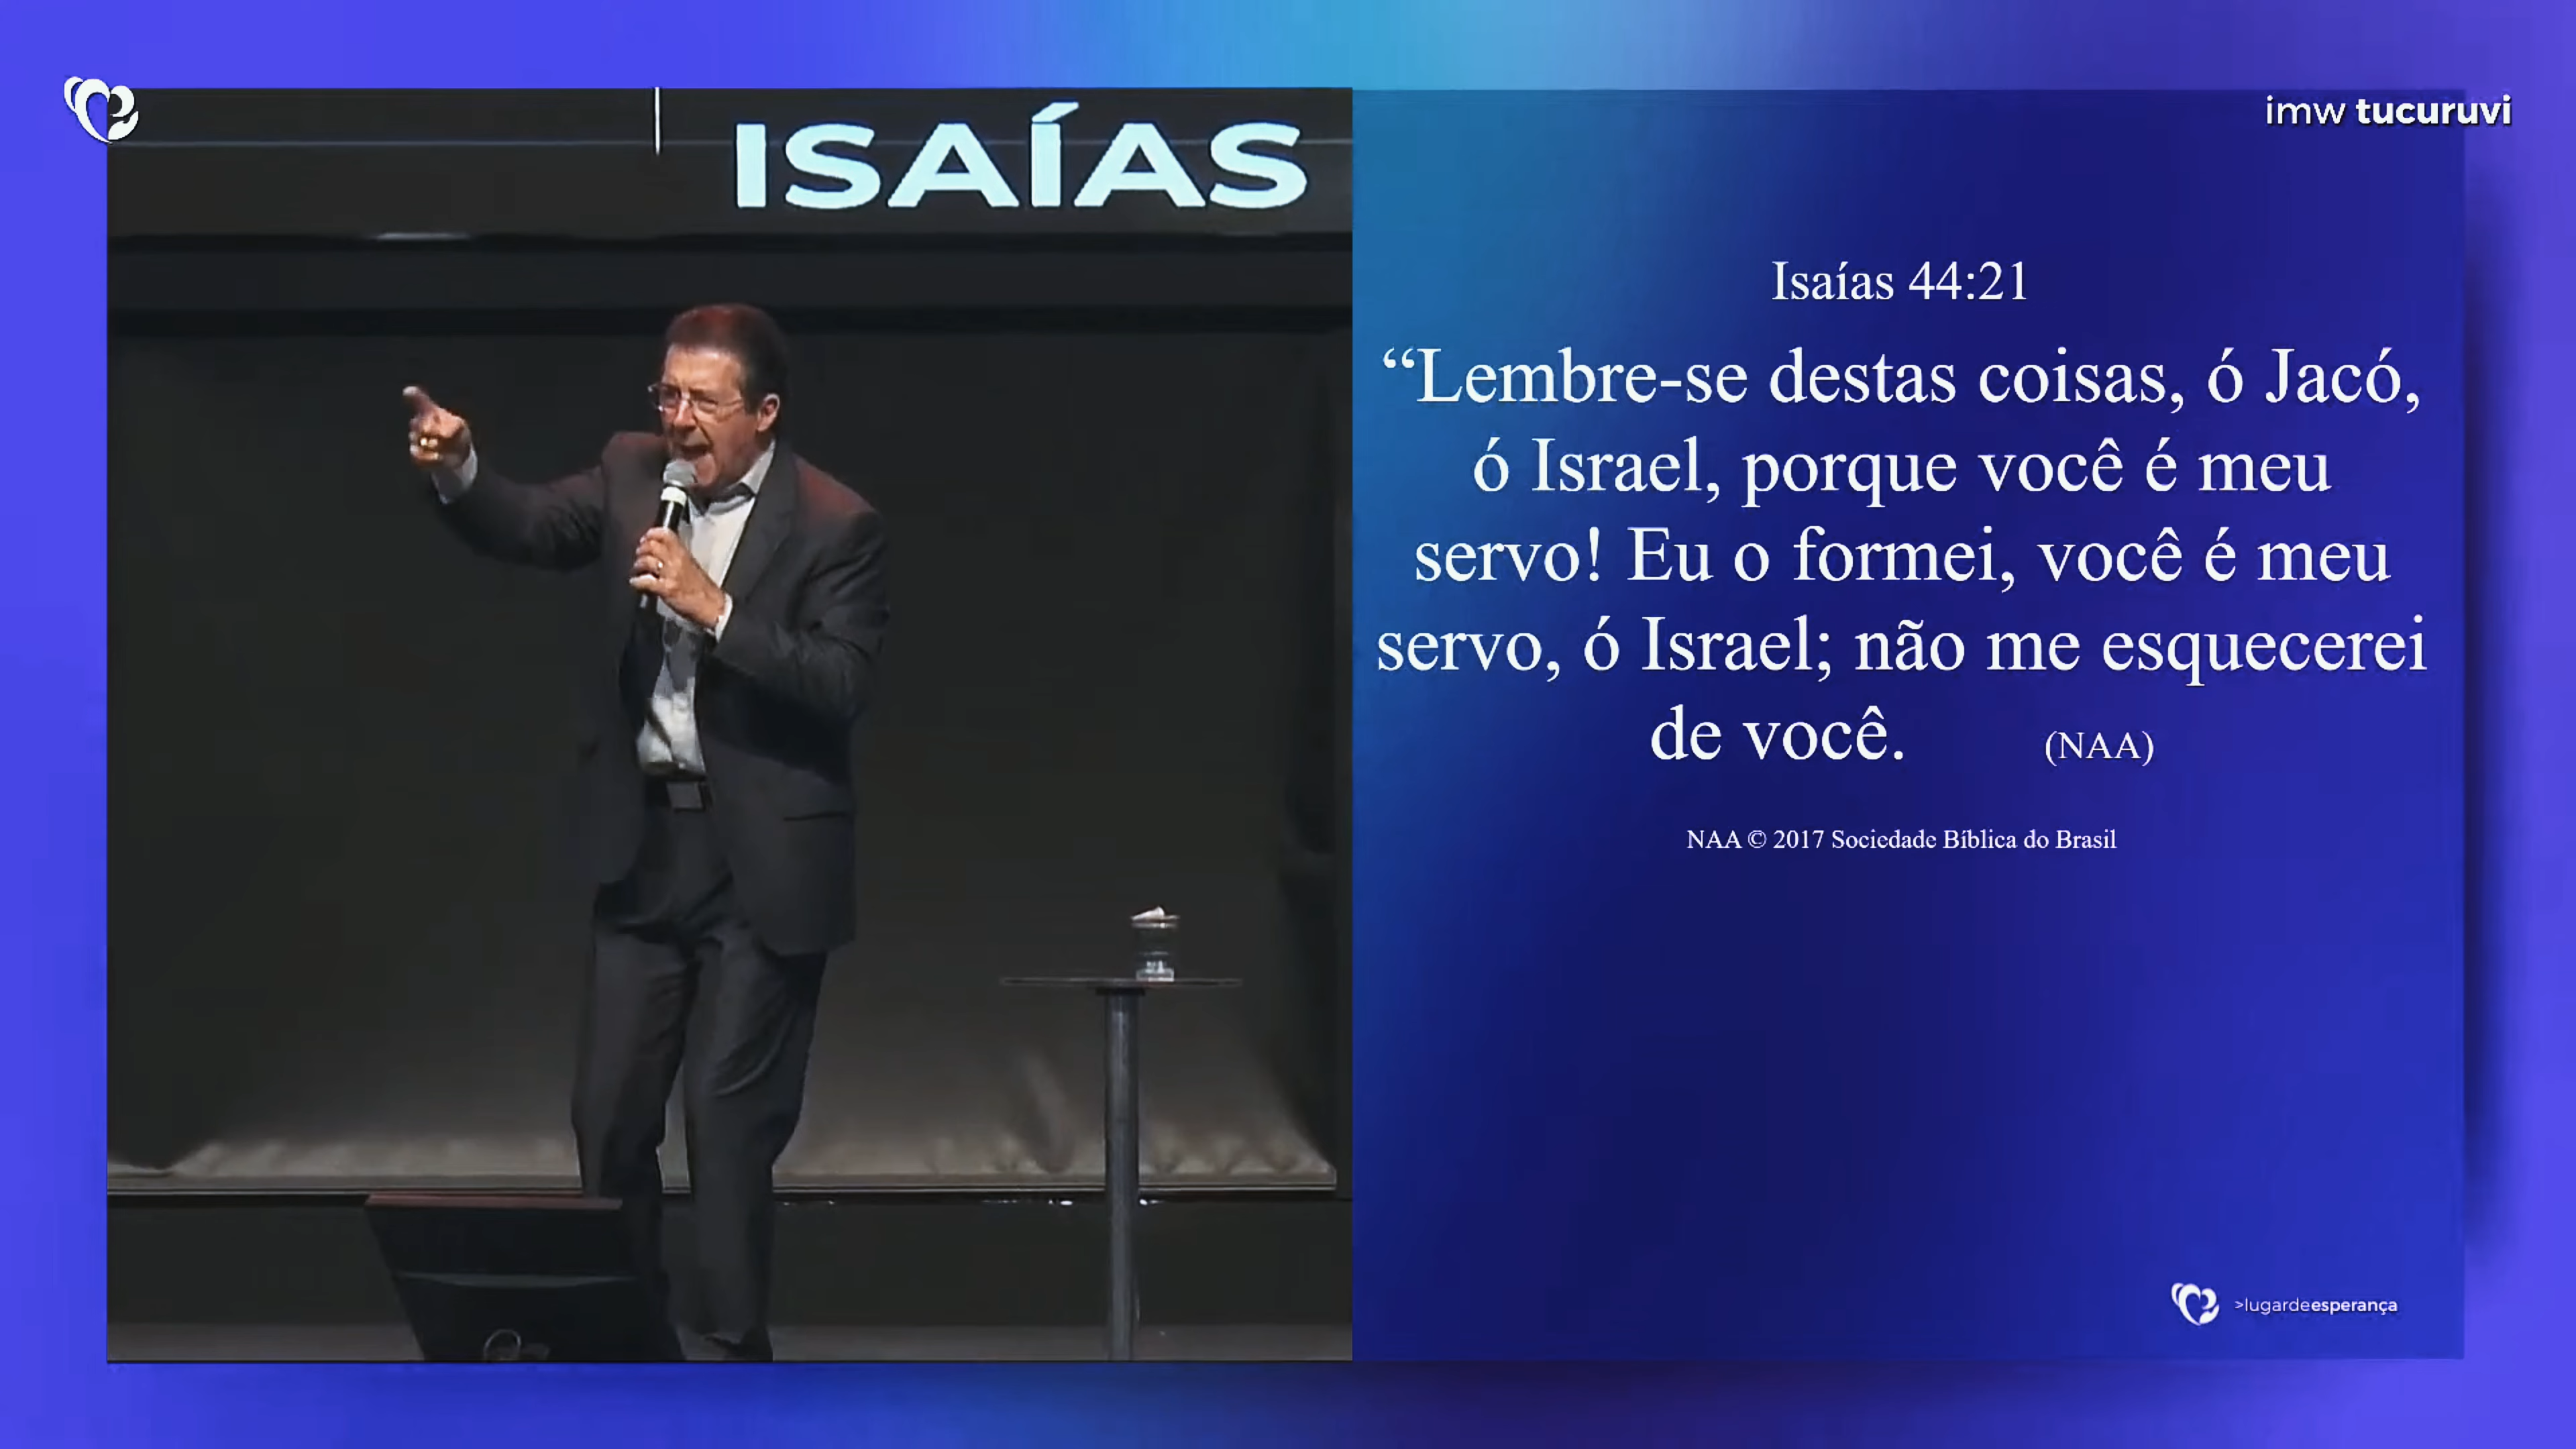 ISAÍAS
imw tucuruvi
Isaías 44:21
“Lembre-se destas coisas, ó Jacó,
ó Israel, porque você é meu
servo! Eu o formei, você é meu
servo, ó Israel; não me esquecerei
de você. (NAA)
NAA © 2017 Sociedade Bíblica do Brasil
>lugardeesperança